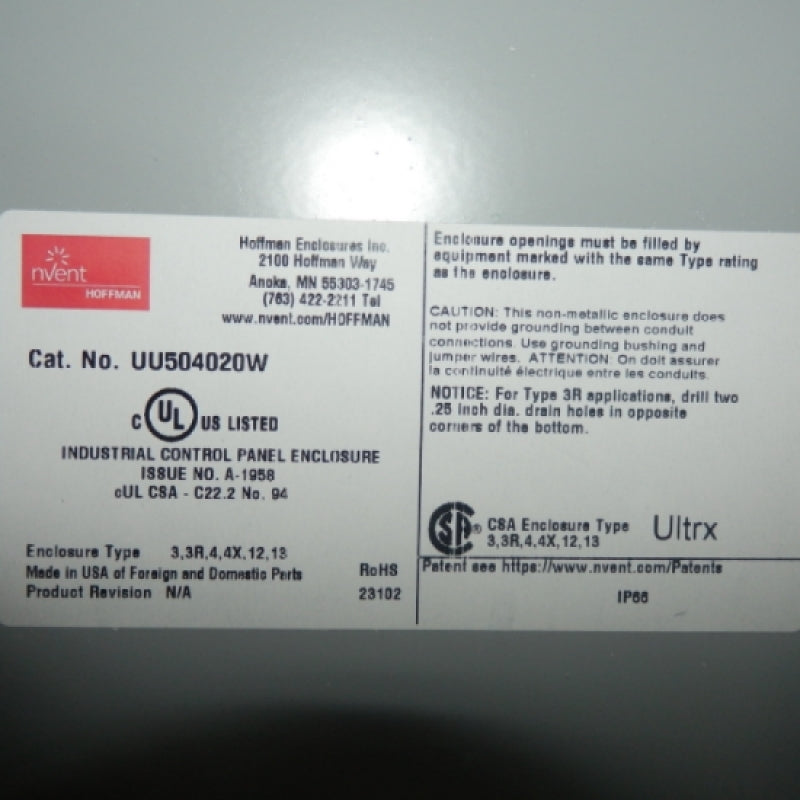 nvent
HOFFMAN
Hoffman Enclosures Inc.
2100 Hoffman Way
Anoka, MN 55303-1745
(763) 422-2211 Tel
www.nvent.com/HOFFMAN
Cat. No. UU504020W
C UL US LISTED
INDUSTRIAL CONTROL PANEL ENCLOSURE
ISSUE NO. A-1958
cUL CSA - C22.2 No. 94
Enclosure Type 3,3R,4,4X,12,13
Made in USA of Foreign and Domestic Parts RoHS
Product Revision N/A 23102
Enclosure openings must be filled by
equipment marked with the same Type rating
as the enclosure.
CAUTION: This non-metallic enclosure does
not provide grounding between conduit
connections. Use grounding bushing and
jumper wires. ATTENTION: On doit assurer
la continuité électrique entre les conduits.
NOTICE: For Type 3R applications, drill two
.25 inch dia. drain holes in opposite
corners of the bottom.
SA® CSA Enclosure Type Ultrx
3,3R,4,4X,12,13
Patent see https://www.nvent.com/Patents
IP66